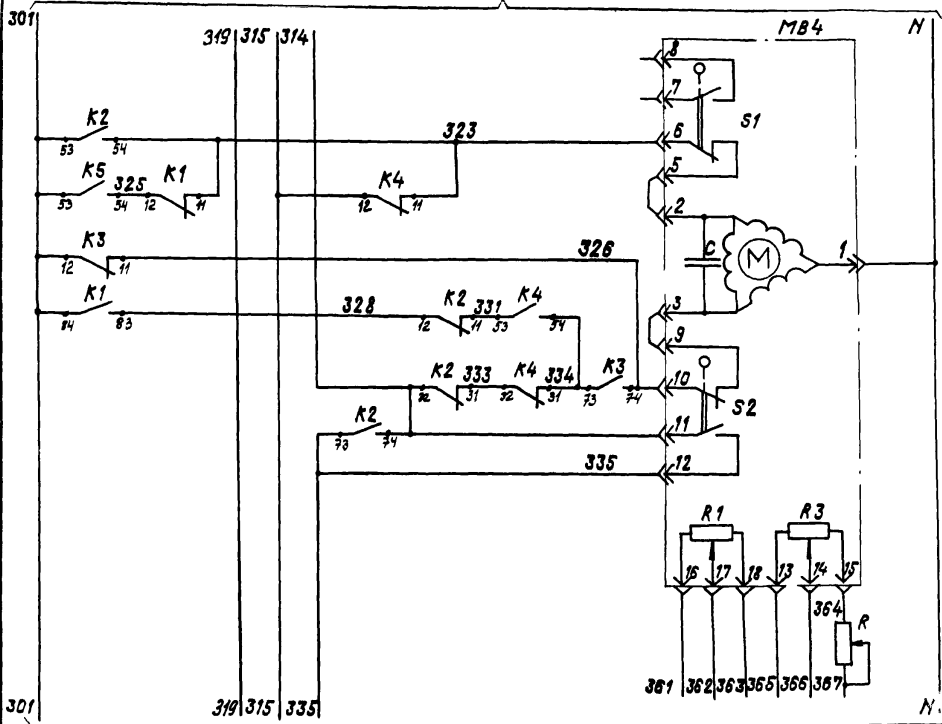 301
319 315 314
MB4
N
8
7
S1
K2
53 54
323
6
5
K5 325 K1
53 54 12 11
K4
12 11
2
K3
12 11
326
C
M
1
K1
84 83
328
K2 331 K4
12 11 53 54
3
9
K2 333 K4 334 K3
32 31 32 31 73 74
10
S2
K2
73 74
11
335
12
R1
R3
16 17 18 13 14 15
364
R
361 362 363 365 366 367
301
319 315 335
N